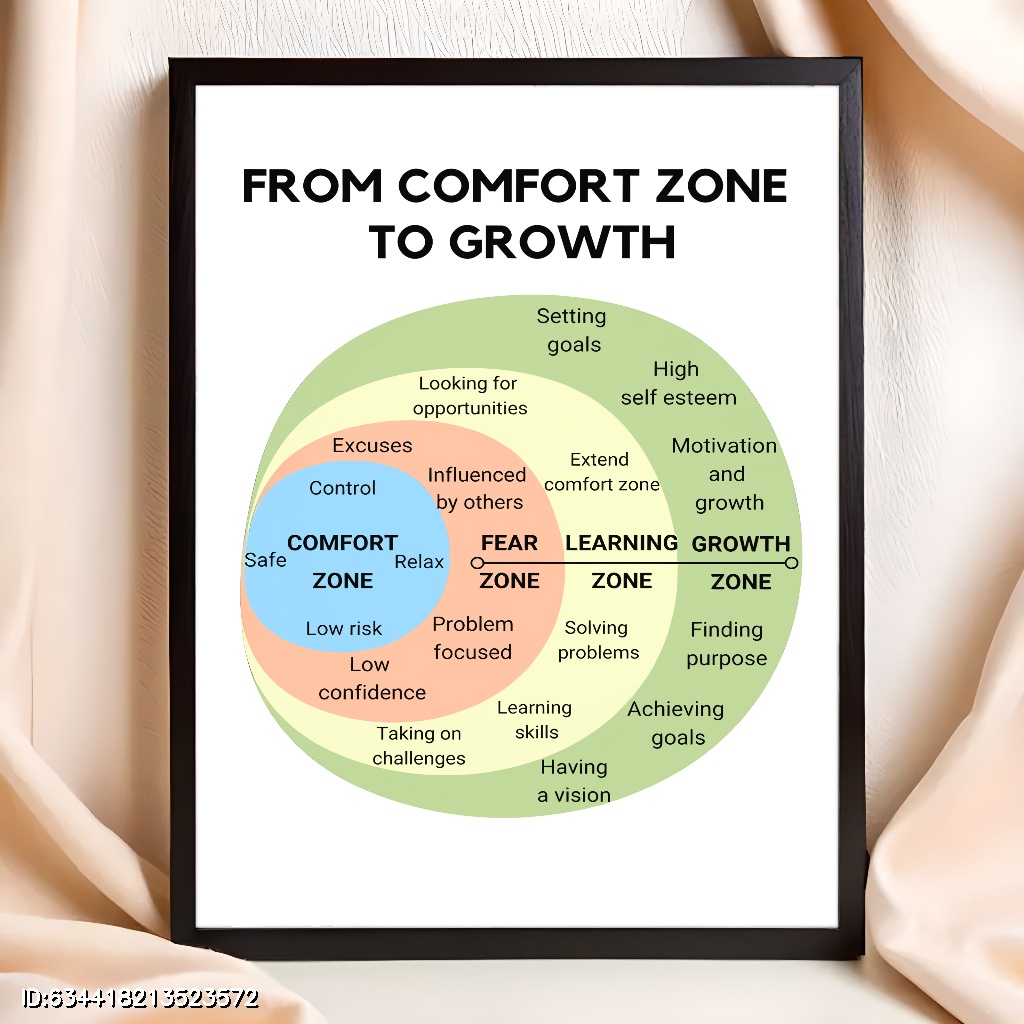 FROM COMFORT ZONE
TO GROWTH
Setting
goals
High
self esteem
Looking for
opportunities
Excuses
Motivation
and
growth
Influenced
by others
Extend
comfort zone
Control
COMFORT
ZONE
Safe
Relax
FEAR
ZONE
LEARNING
ZONE
GROWTH
ZONE
Low risk
Problem
focused
Solving
problems
Finding
purpose
Low
confidence
Learning
skills
Achieving
goals
Taking on
challenges
Having
a vision
ID:634418213523572